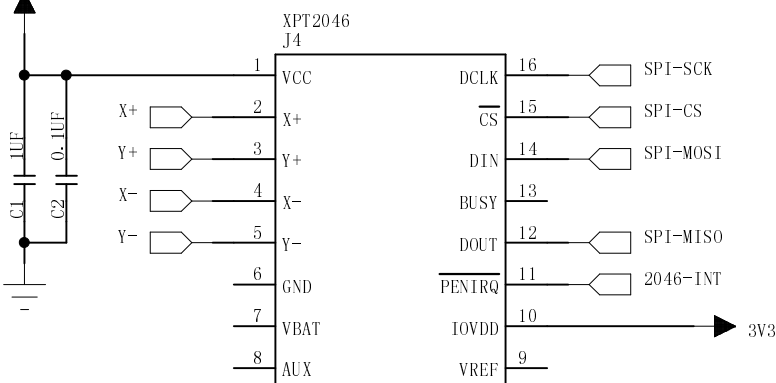 XPT2046
J4
1 VCC DCLK 16 SPI-SCK
X+ 2 X+ CS 15 SPI-CS
Y+ 3 Y+ DIN 14 SPI-MOSI
X- 4 X- BUSY 13
Y- 5 Y- DOUT 12 SPI-MISO
6 GND PENIRQ 11 2046-INT
7 VBAT IOVDD 10 3V3
8 AUX VREF 9
C1 1UF
C2 0.1UF